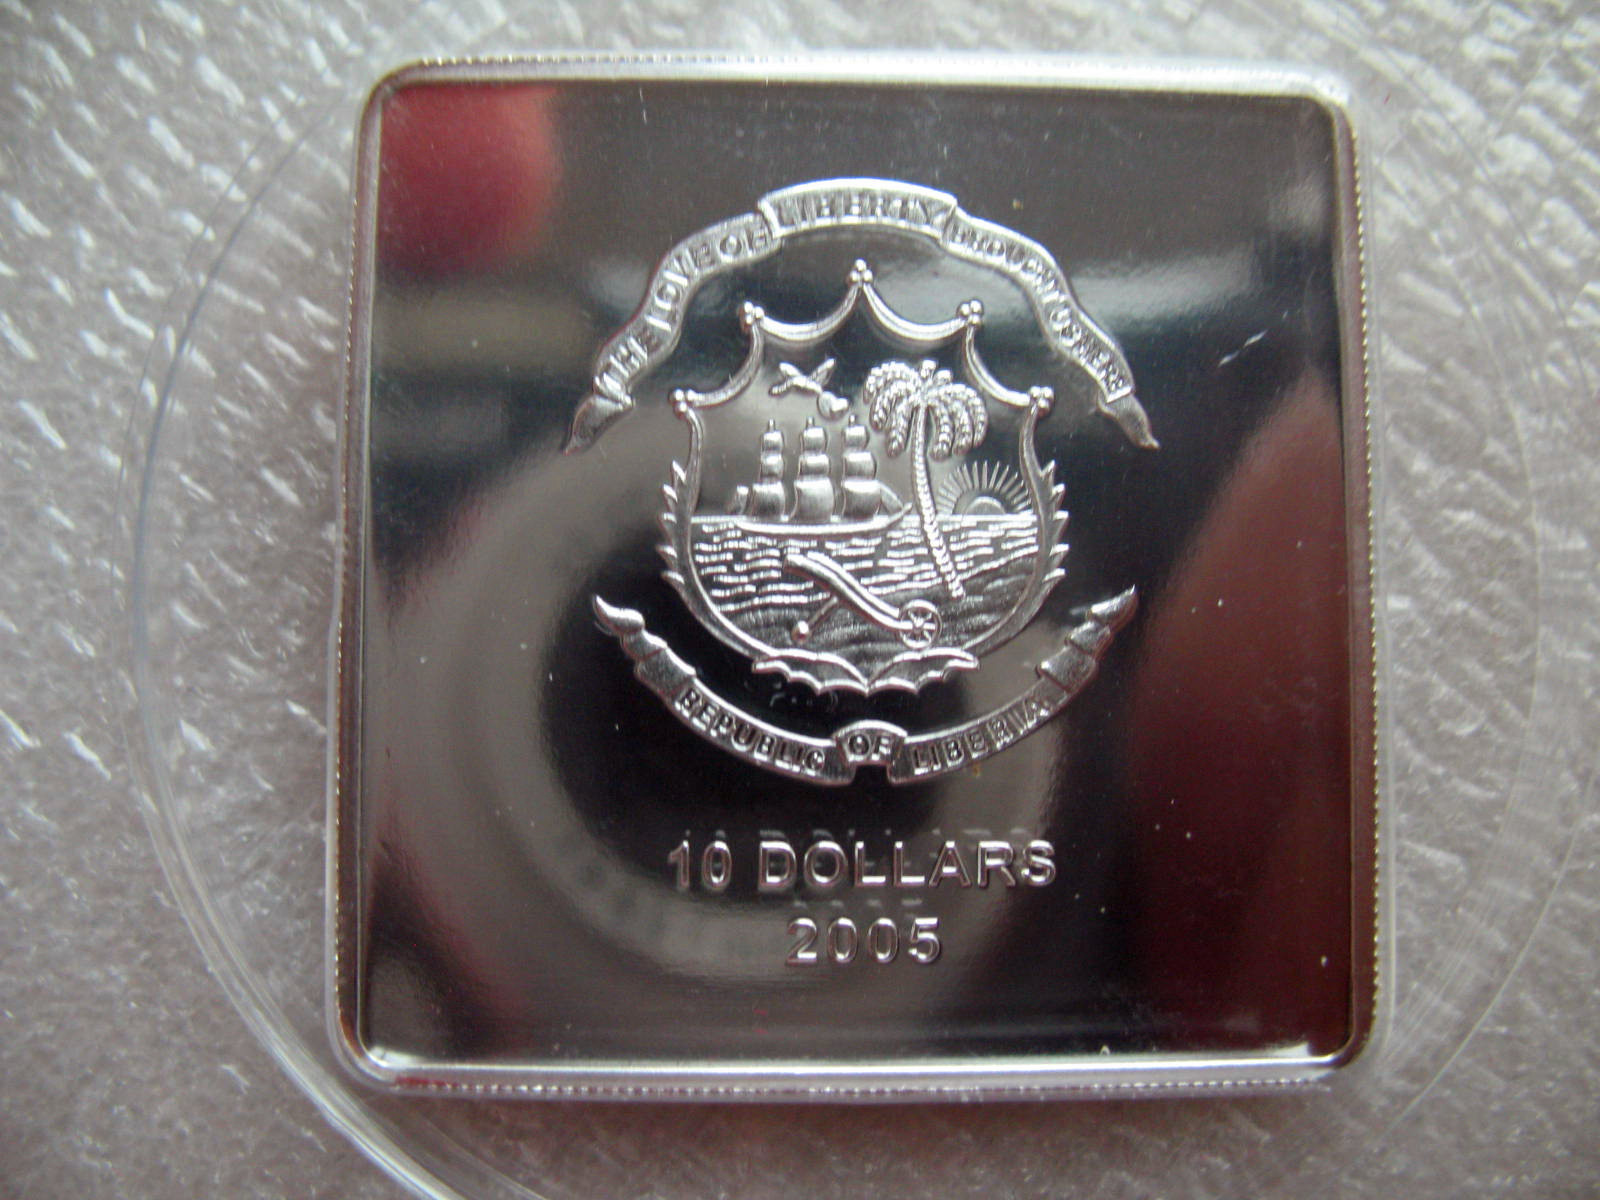 THE LOVE OF LIBERTY BROUGHT US HERE
REPUBLIC OF LIBERIA
10 DOLLARS
2005